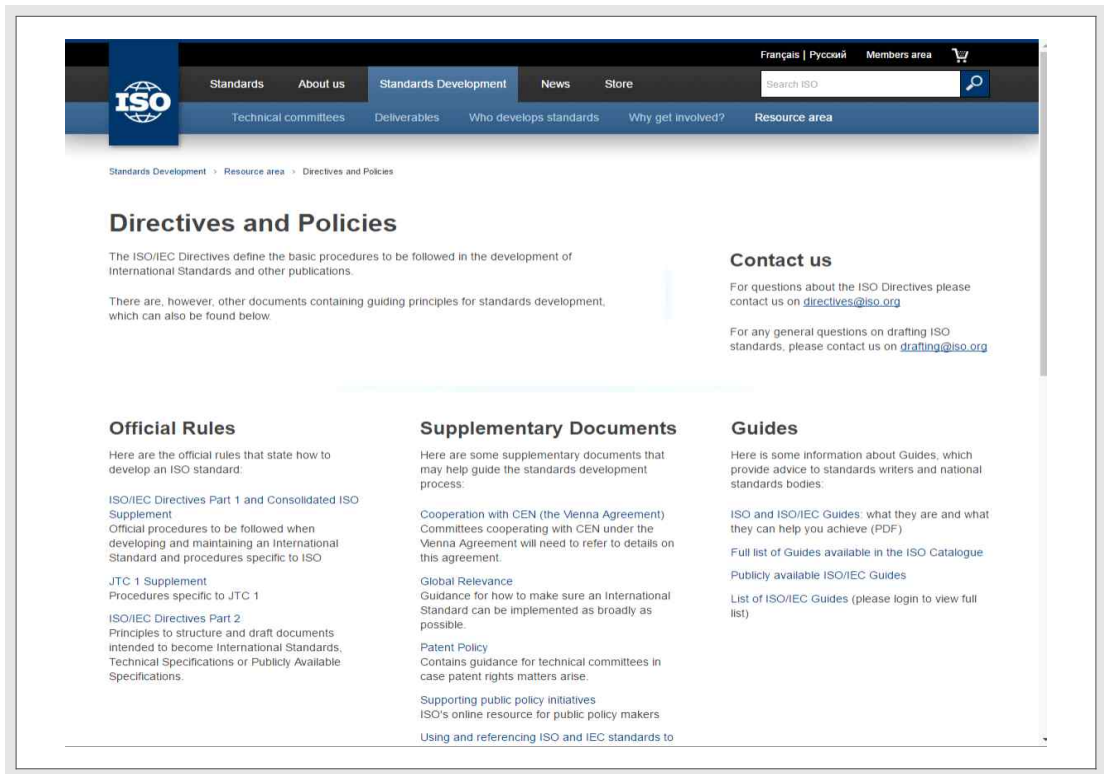 Français | Русский Members area
ISO
Standards About us Standards Development News Store
Search ISO
Technical committees Deliverables Who develops standards Why get involved? Resource area
Standards Development > Resource area > Directives and Policies
Directives and Policies
The ISO/IEC Directives define the basic procedures to be followed in the development of
International Standards and other publications.
There are, however, other documents containing guiding principles for standards development,
which can also be found below.
Contact us
For questions about the ISO Directives please
contact us on directives@iso.org
For any general questions on drafting ISO
standards, please contact us on drafting@iso.org
Official Rules
Here are the official rules that state how to
develop an ISO standard:
ISO/IEC Directives Part 1 and Consolidated ISO
Supplement
Official procedures to be followed when
developing and maintaining an International
Standard and procedures specific to ISO
JTC 1 Supplement
Procedures specific to JTC 1
ISO/IEC Directives Part 2
Principles to structure and draft documents
intended to become International Standards,
Technical Specifications or Publicly Available
Specifications.
Supplementary Documents
Here are some supplementary documents that
may help guide the standards development
process:
Cooperation with CEN (the Vienna Agreement)
Committees cooperating with CEN under the
Vienna Agreement will need to refer to details on
this agreement.
Global Relevance
Guidance for how to make sure an International
Standard can be implemented as broadly as
possible.
Patent Policy
Contains guidance for technical committees in
case patent rights matters arise.
Supporting public policy initiatives
ISO's online resource for public policy makers
Using and referencing ISO and IEC standards to
Guides
Here is some information about Guides, which
provide advice to standards writers and national
standards bodies:
ISO and ISO/IEC Guides: what they are and what
they can help you achieve (PDF)
Full list of Guides available in the ISO Catalogue
Publicly available ISO/IEC Guides
List of ISO/IEC Guides (please login to view full
list)